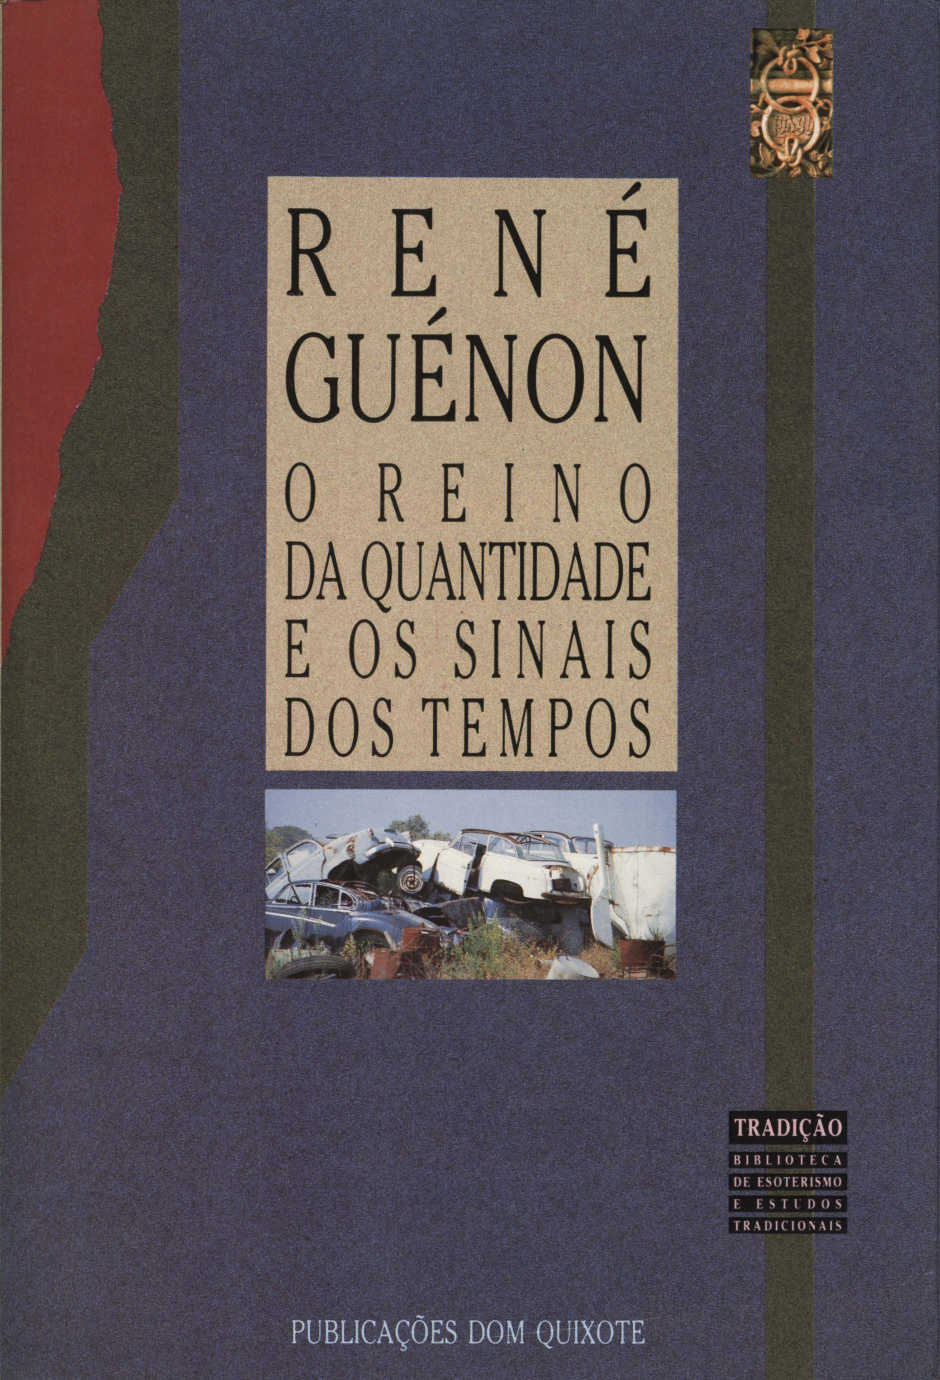 RENÉ
GUÉNON
O REINO
DA QUANTIDADE
E OS SINAIS
DOS TEMPOS
TRADIÇÃO
BIBLIOTECA
DE ESOTERISMO
E ESTUDOS
TRADICIONAIS
PUBLICAÇÕES DOM QUIXOTE